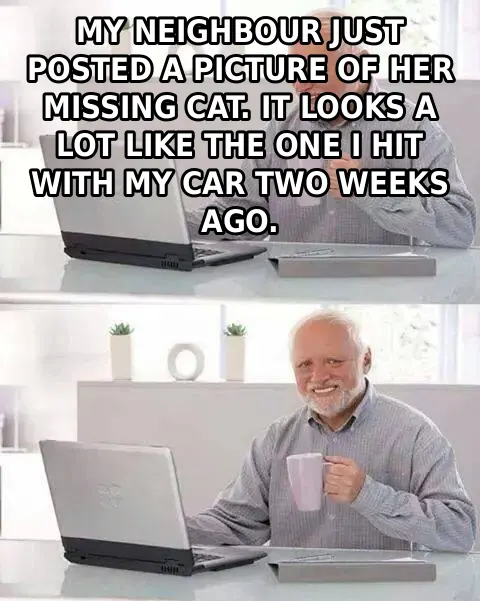 MY NEIGHBOUR JUST
POSTED A PICTURE OF HER
MISSING CAT. IT LOOKS A
LOT LIKE THE ONE I HIT
WITH MY CAR TWO WEEKS
AGO.